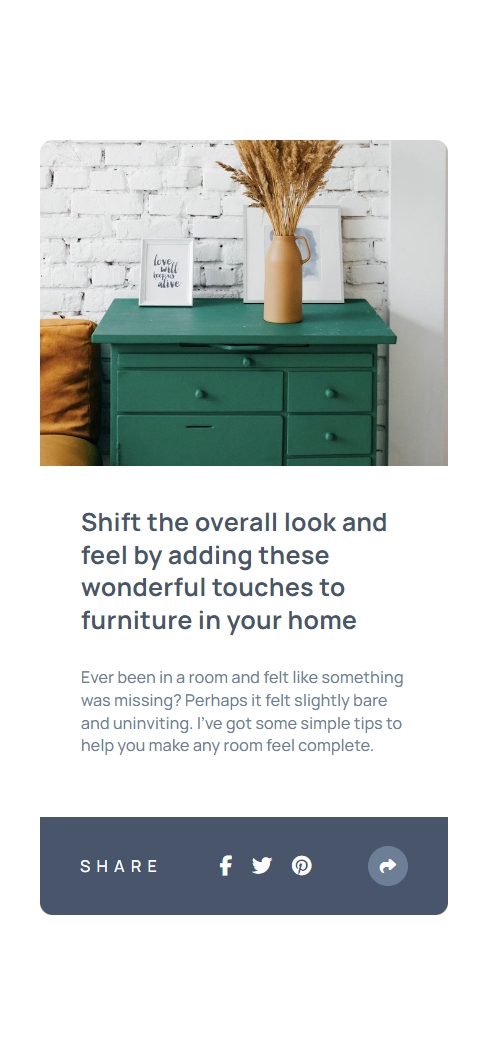 love
will
keep us
alive
Shift the overall look and
feel by adding these
wonderful touches to
furniture in your home
Ever been in a room and felt like something
was missing? Perhaps it felt slightly bare
and uninviting. I’ve got some simple tips to
help you make any room feel complete.
SHARE